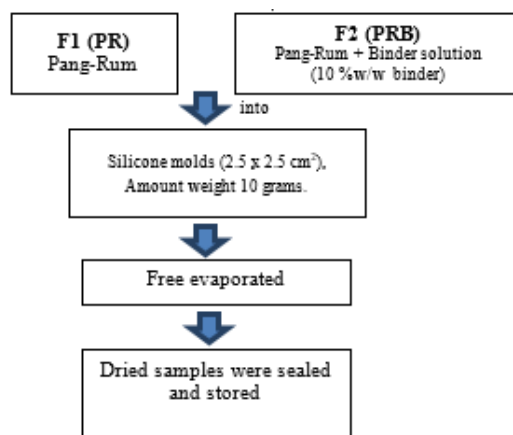 F1 (PR)
Pang-Rum
F2 (PRB)
Pang-Rum + Binder solution
(10 %w/w binder)
into
Silicone molds (2.5 x 2.5 cm²),
Amount weight 10 grams.
Free evaporated
Dried samples were sealed
and stored